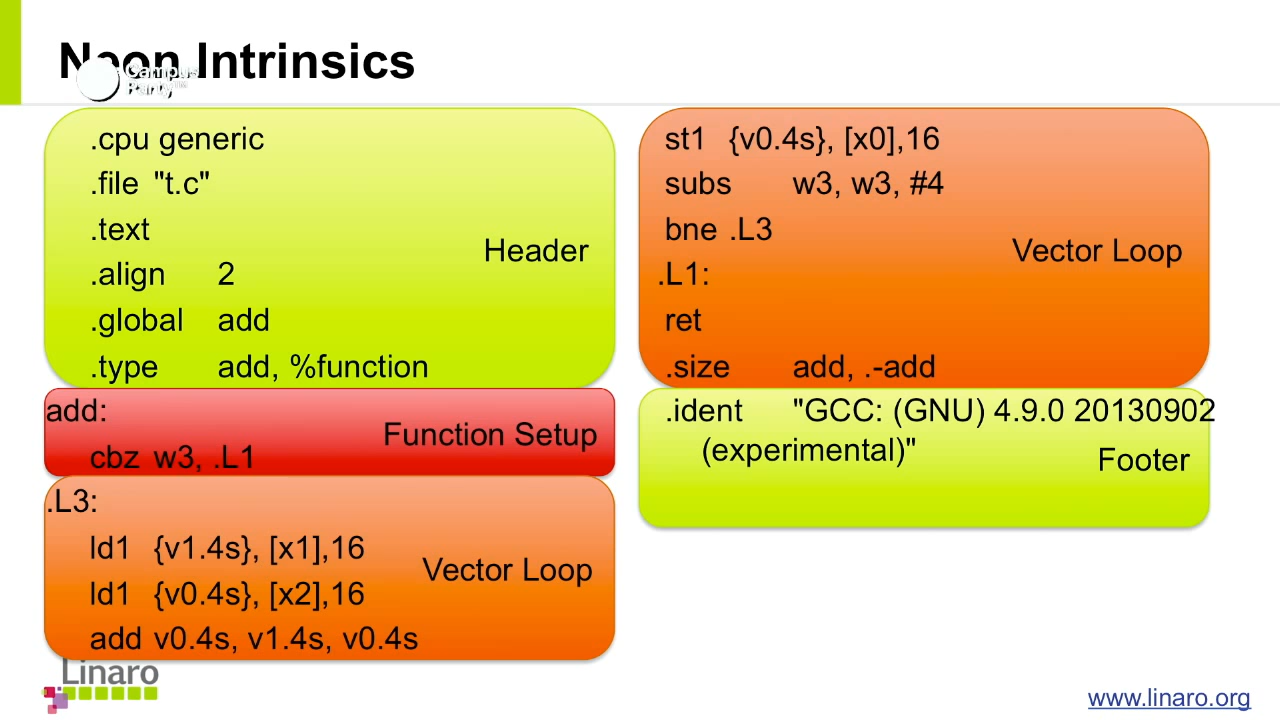 Neon Intrinsics
Campus
Party™
.cpu generic
.file "t.c"
.text
.align 2
.global add
.type add, %function
Header
add:
cbz w3, .L1
Function Setup
.L3:
ld1 {v1.4s}, [x1],16
ld1 {v0.4s}, [x2],16
add v0.4s, v1.4s, v0.4s
Vector Loop
st1 {v0.4s}, [x0],16
subs w3, w3, #4
bne .L3
.L1:
ret
.size add, .-add
Vector Loop
.ident "GCC: (GNU) 4.9.0 20130902
(experimental)"
Footer
Linaro
www.linaro.org